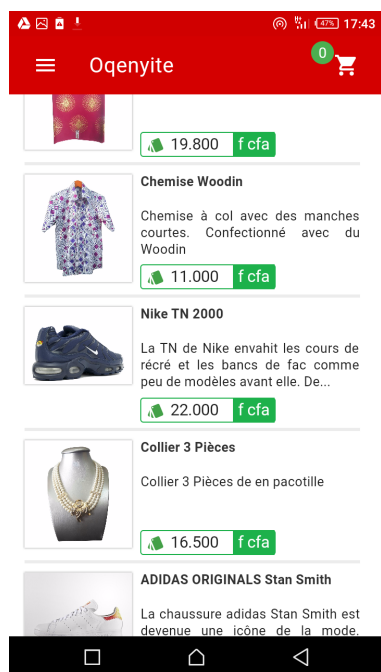 47% 17:43
Oqenyite
0
19.800 f cfa
Chemise Woodin
Chemise à col avec des manches
courtes. Confectionné avec du
Woodin
11.000 f cfa
Nike TN 2000
La TN de Nike envahit les cours de
récré et les bancs de fac comme
peu de modèles avant elle. De...
22.000 f cfa
Collier 3 Pièces
Collier 3 Pièces de en pacotille
16.500 f cfa
ADIDAS ORIGINALS Stan Smith
La chaussure adidas Stan Smith est
devenue une icône de la mode.